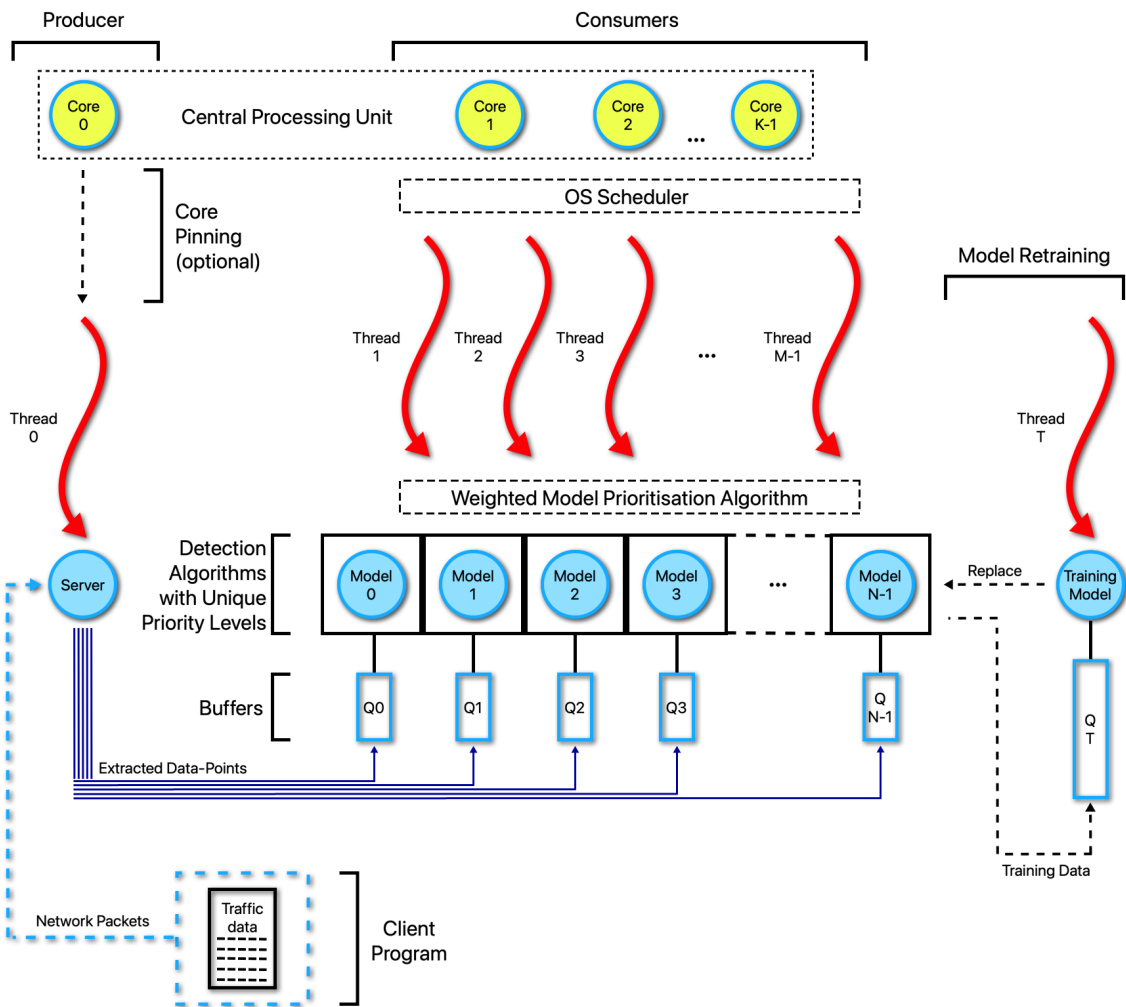 Producer
Consumers
Core
0
Central Processing Unit
Core
1
Core
2
...
Core
K-1
OS Scheduler
Core
Pinning
(optional)
Model Retraining
Thread
1
Thread
2
Thread
3
...
Thread
M-1
Thread
0
Thread
T
Weighted Model Prioritisation Algorithm
Detection
Algorithms
with Unique
Priority Levels
Server
Model
0
Model
1
Model
2
Model
3
...
Model
N-1
Replace
Training
Model
Buffers
Q0
Q1
Q2
Q3
Q
N-1
Q
T
Extracted Data-Points
Training Data
Network Packets
Traffic
data
Client
Program